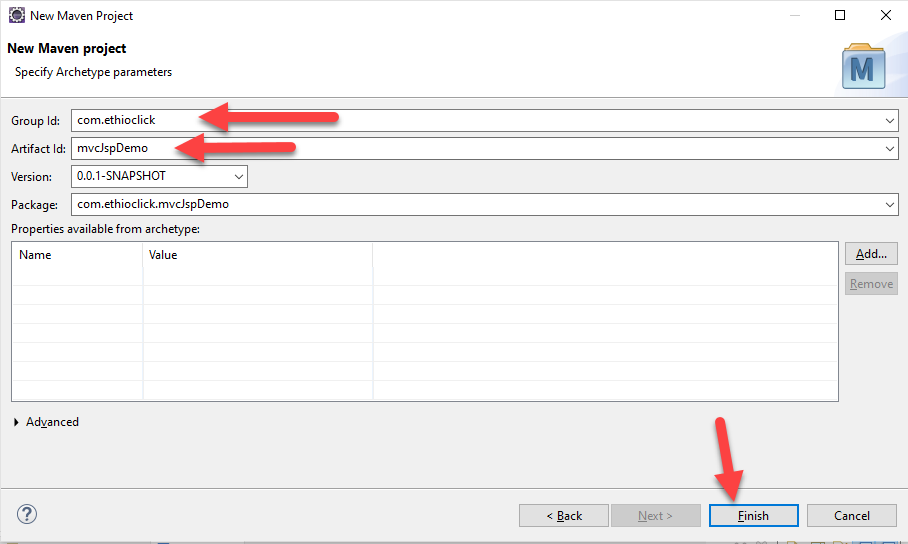 New Maven Project
New Maven project
Specify Archetype parameters
M
Group Id: com.ethioclick
Artifact Id: mvcJspDemo
Version: 0.0.1-SNAPSHOT
Package: com.ethioclick.mvcJspDemo
Properties available from archetype:
Name Value
Add...
Remove
Advanced
? < Back Next > Finish Cancel